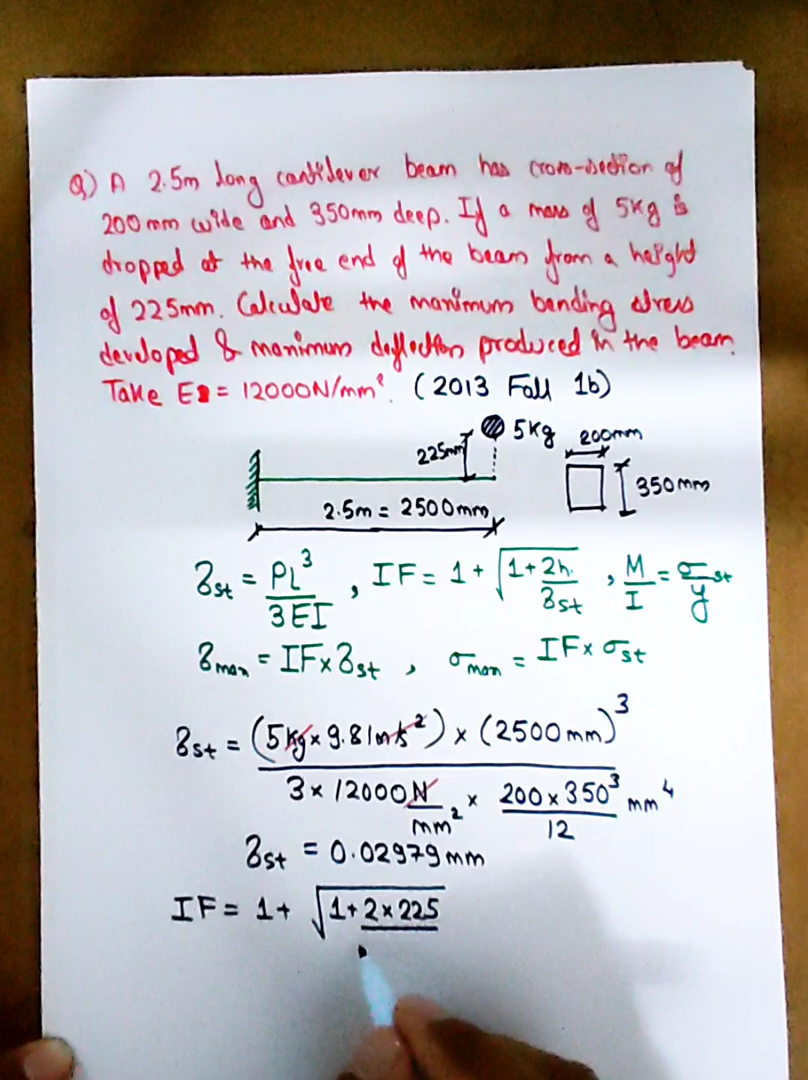 Q) A 2.5m long cantilever beam has cross-section of
200mm wide and 350mm deep. If a mass of 5Kg is
dropped at the free end of the beam from a height
of 225mm. Calculate the maximum bending stress
developed & maximum deflection produced in the beam.
Take E = 12000N/mm². (2013 Fall 1b)
5Kg
200mm
225mm
350mm
2.5m = 2500mm
δst = PL³/3EI , IF = 1 + √(1+2h/δst) , M/I = σst/y
δmax = IF×δst , σmax = IF×σst
δst = (5kg×9.81m/s²)×(2500mm)³
3×12000N/mm² × 200×350³/12 mm⁴
δst = 0.02979mm
IF = 1+ √1+2×225